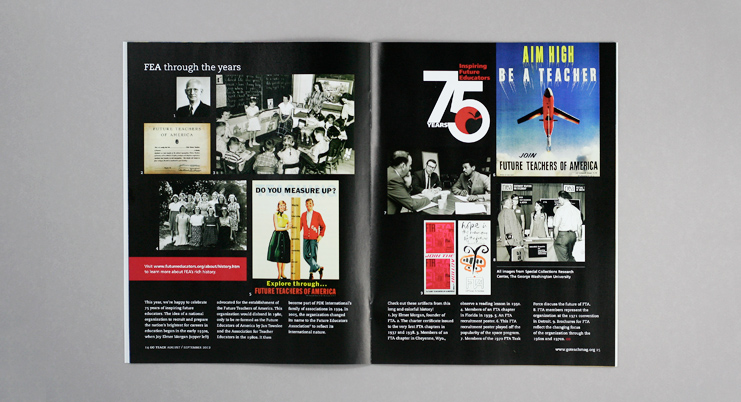 FEA through the years
FUTURE TEACHERS
OF AMERICA
DO YOU MEASURE UP?
Explore through...
FUTURE TEACHERS OF AMERICA
Visit www.futureeducators.org/about/history.htm
to learn more about FEA's rich history.
This year, we're happy to celebrate
75 years of inspiring future
educators. The idea of a national
organization to recruit and prepare
the nation's brightest for careers in
education began in the early 1930s,
when Joy Elmer Morgan (upper left)
advocated for the establishment of
the Future Teachers of America. This
organization would disband in 1980,
only to be re-formed as the Future
Educators of America by
and the Association for Teacher
Educators in the 1980s. It then
become part of PDK International's
family of associations in 1994. In
2005, the organization changed
its name to the Future Educators
Association® to reflect its
international nature.
14 GO TEACH AUGUST / SEPTEMBER 2012
75
YEARS
Inspiring
Future
Educators
AIM HIGH
BE A TEACHER
JOIN
FUTURE TEACHERS OF AMERICA
All images from Special Collections Research
Center, The George Washington University
Check out these artifacts from this
long and colorful history!
1. Joy Elmer Morgan, founder of
FTA. 2. The charter certificate issued
to the very first FTA chapters in
1937 and 1938. 3. Members of an
FTA chapter in Cheyenne, Wyo.,
observe a reading lesson in 1950.
4. Members of an FTA chapter
in Florida in 1939. 5. An FTA
recruitment poster. 6. This FTA
recruitment poster played off the
popularity of the space program.
7. Members of the 1970 FTA Task
Force discuss the future of FTA.
8. FTA members represent the
organization at the 1971 convention
in Detroit. 9. Brochures for FTA
reflect the changing focus of
the organization through the
1960s and 1970s.
www.goteachmag.org 15